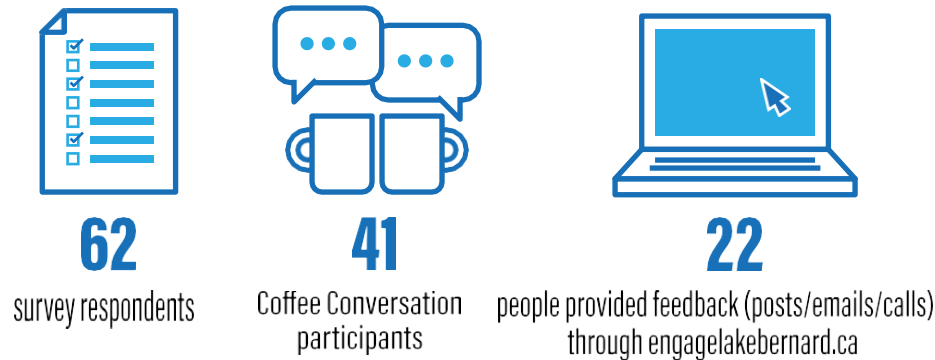 62
survey respondents
41
Coffee Conversation
participants
22
people provided feedback (posts/emails/calls)
through engagelakebernard.ca